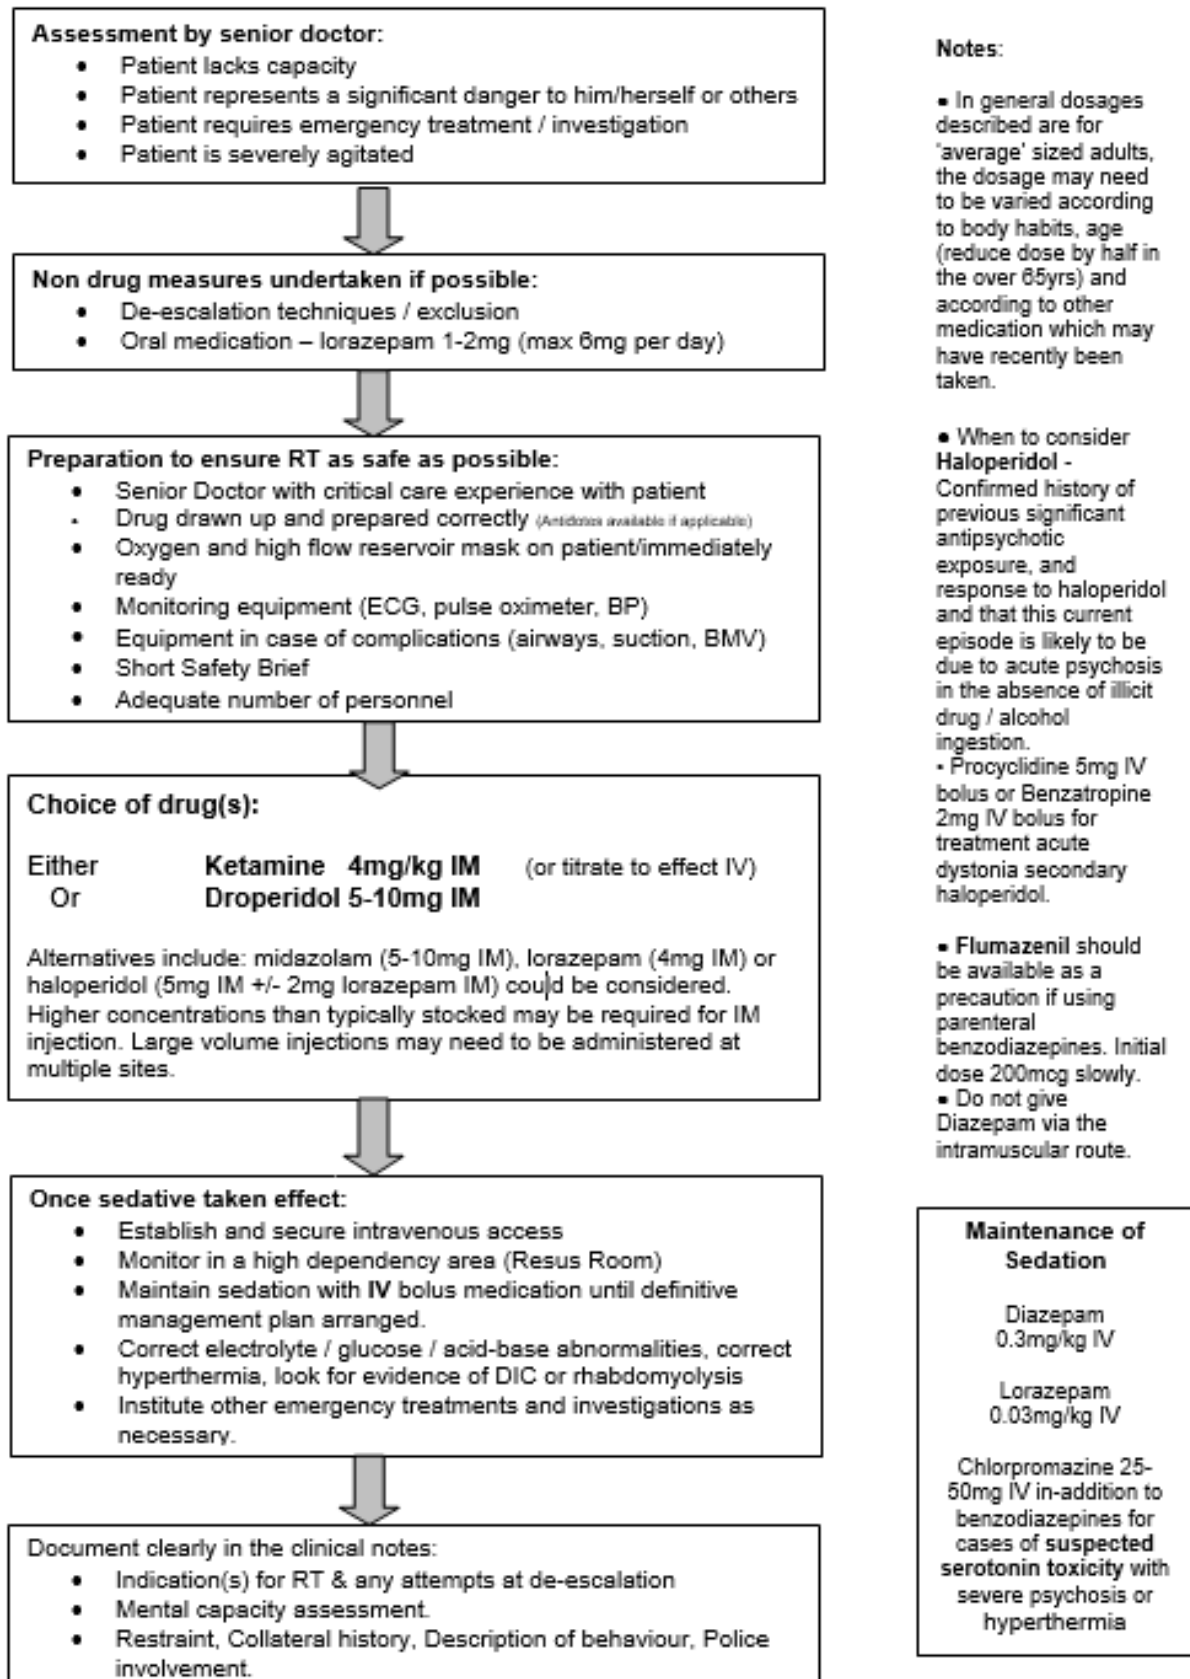 Assessment by senior doctor:
• Patient lacks capacity
• Patient represents a significant danger to him/herself or others
• Patient requires emergency treatment / investigation
• Patient is severely agitated
Non drug measures undertaken if possible:
• De-escalation techniques / exclusion
• Oral medication – lorazepam 1-2mg (max 6mg per day)
Preparation to ensure RT as safe as possible:
• Senior Doctor with critical care experience with patient
• Drug drawn up and prepared correctly (Antidotes available if applicable)
• Oxygen and high flow reservoir mask on patient/immediately
ready
• Monitoring equipment (ECG, pulse oximeter, BP)
• Equipment in case of complications (airways, suction, BMV)
• Short Safety Brief
• Adequate number of personnel
Choice of drug(s):
Either Ketamine 4mg/kg IM (or titrate to effect IV)
Or Droperidol 5-10mg IM
Alternatives include: midazolam (5-10mg IM), lorazepam (4mg IM) or
haloperidol (5mg IM +/- 2mg lorazepam IM) could be considered.
Higher concentrations than typically stocked may be required for IM
injection. Large volume injections may need to be administered at
multiple sites.
Once sedative taken effect:
• Establish and secure intravenous access
• Monitor in a high dependency area (Resus Room)
• Maintain sedation with IV bolus medication until definitive
management plan arranged.
• Correct electrolyte / glucose / acid-base abnormalities, correct
hyperthermia, look for evidence of DIC or rhabdomyolysis
• Institute other emergency treatments and investigations as
necessary.
Document clearly in the clinical notes:
• Indication(s) for RT & any attempts at de-escalation
• Mental capacity assessment.
• Restraint, Collateral history, Description of behaviour, Police
involvement.
Notes:
• In general dosages
described are for
'average' sized adults,
the dosage may need
to be varied according
to body habits, age
(reduce dose by half in
the over 65yrs) and
according to other
medication which may
have recently been
taken.
• When to consider
Haloperidol -
Confirmed history of
previous significant
antipsychotic
exposure, and
response to haloperidol
and that this current
episode is likely to be
due to acute psychosis
in the absence of illicit
drug / alcohol
ingestion.
• Procyclidine 5mg IV
bolus or Benzatropine
2mg IV bolus for
treatment acute
dystonia secondary
haloperidol.
• Flumazenil should
be available as a
precaution if using
parenteral
benzodiazepines. Initial
dose 200mcg slowly.
• Do not give
Diazepam via the
intramuscular route.
Maintenance of
Sedation
Diazepam
0.3mg/kg IV
Lorazepam
0.03mg/kg IV
Chlorpromazine 25-
50mg IV in-addition to
benzodiazepines for
cases of suspected
serotonin toxicity with
severe psychosis or
hyperthermia